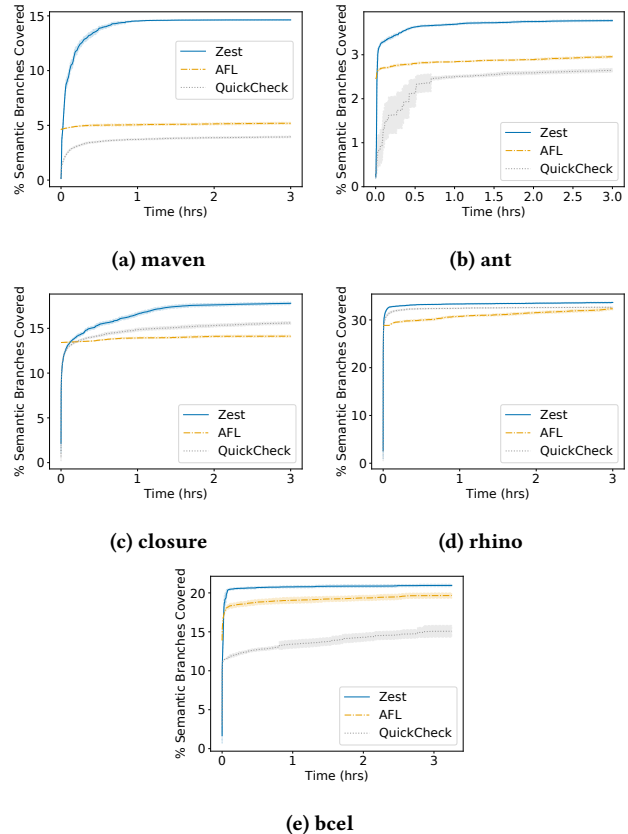 % Semantic Branches Covered
15
10
5
0
Zest
AFL
QuickCheck
0
1
2
3
Time (hrs)
(a) maven
% Semantic Branches Covered
3
2
1
0
Zest
AFL
QuickCheck
0.0
0.5
1.0
1.5
2.0
2.5
3.0
Time (hrs)
(b) ant
% Semantic Branches Covered
15
10
5
0
Zest
AFL
QuickCheck
0
1
2
3
Time (hrs)
(c) closure
% Semantic Branches Covered
30
20
10
0
Zest
AFL
QuickCheck
0
1
2
3
Time (hrs)
(d) rhino
% Semantic Branches Covered
20
15
10
5
0
Zest
AFL
QuickCheck
0
1
2
3
Time (hrs)
(e) bcel